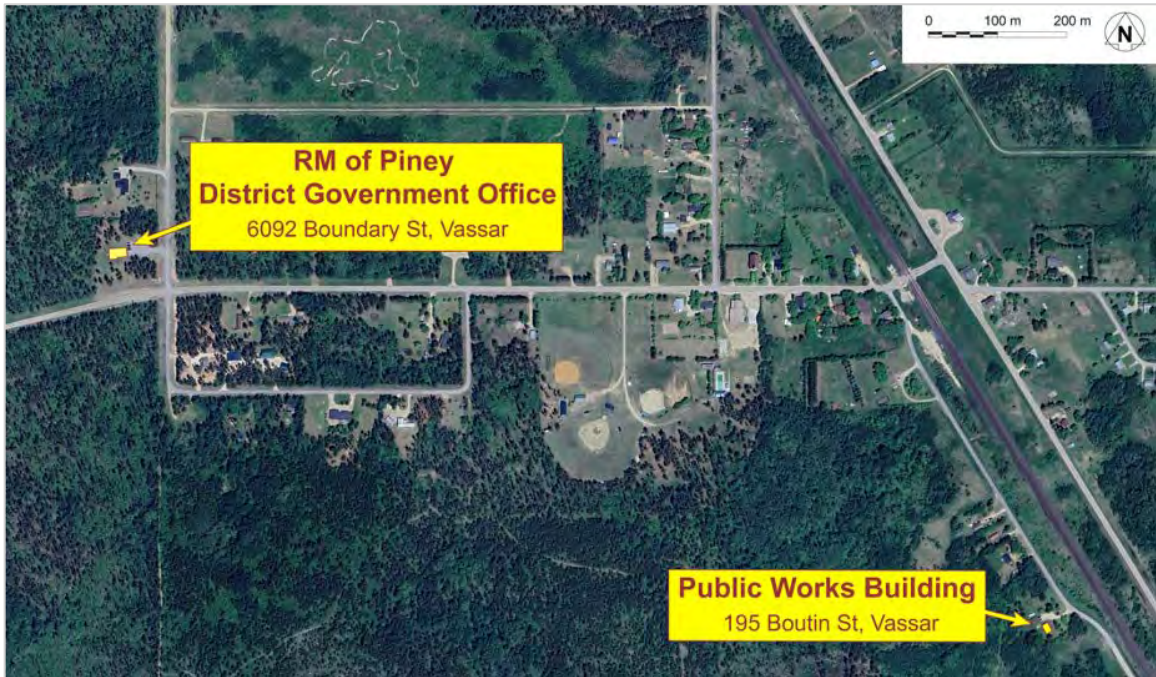 0 100 m 200 m
N
RM of Piney
District Government Office
6092 Boundary St, Vassar
Public Works Building
195 Boutin St, Vassar